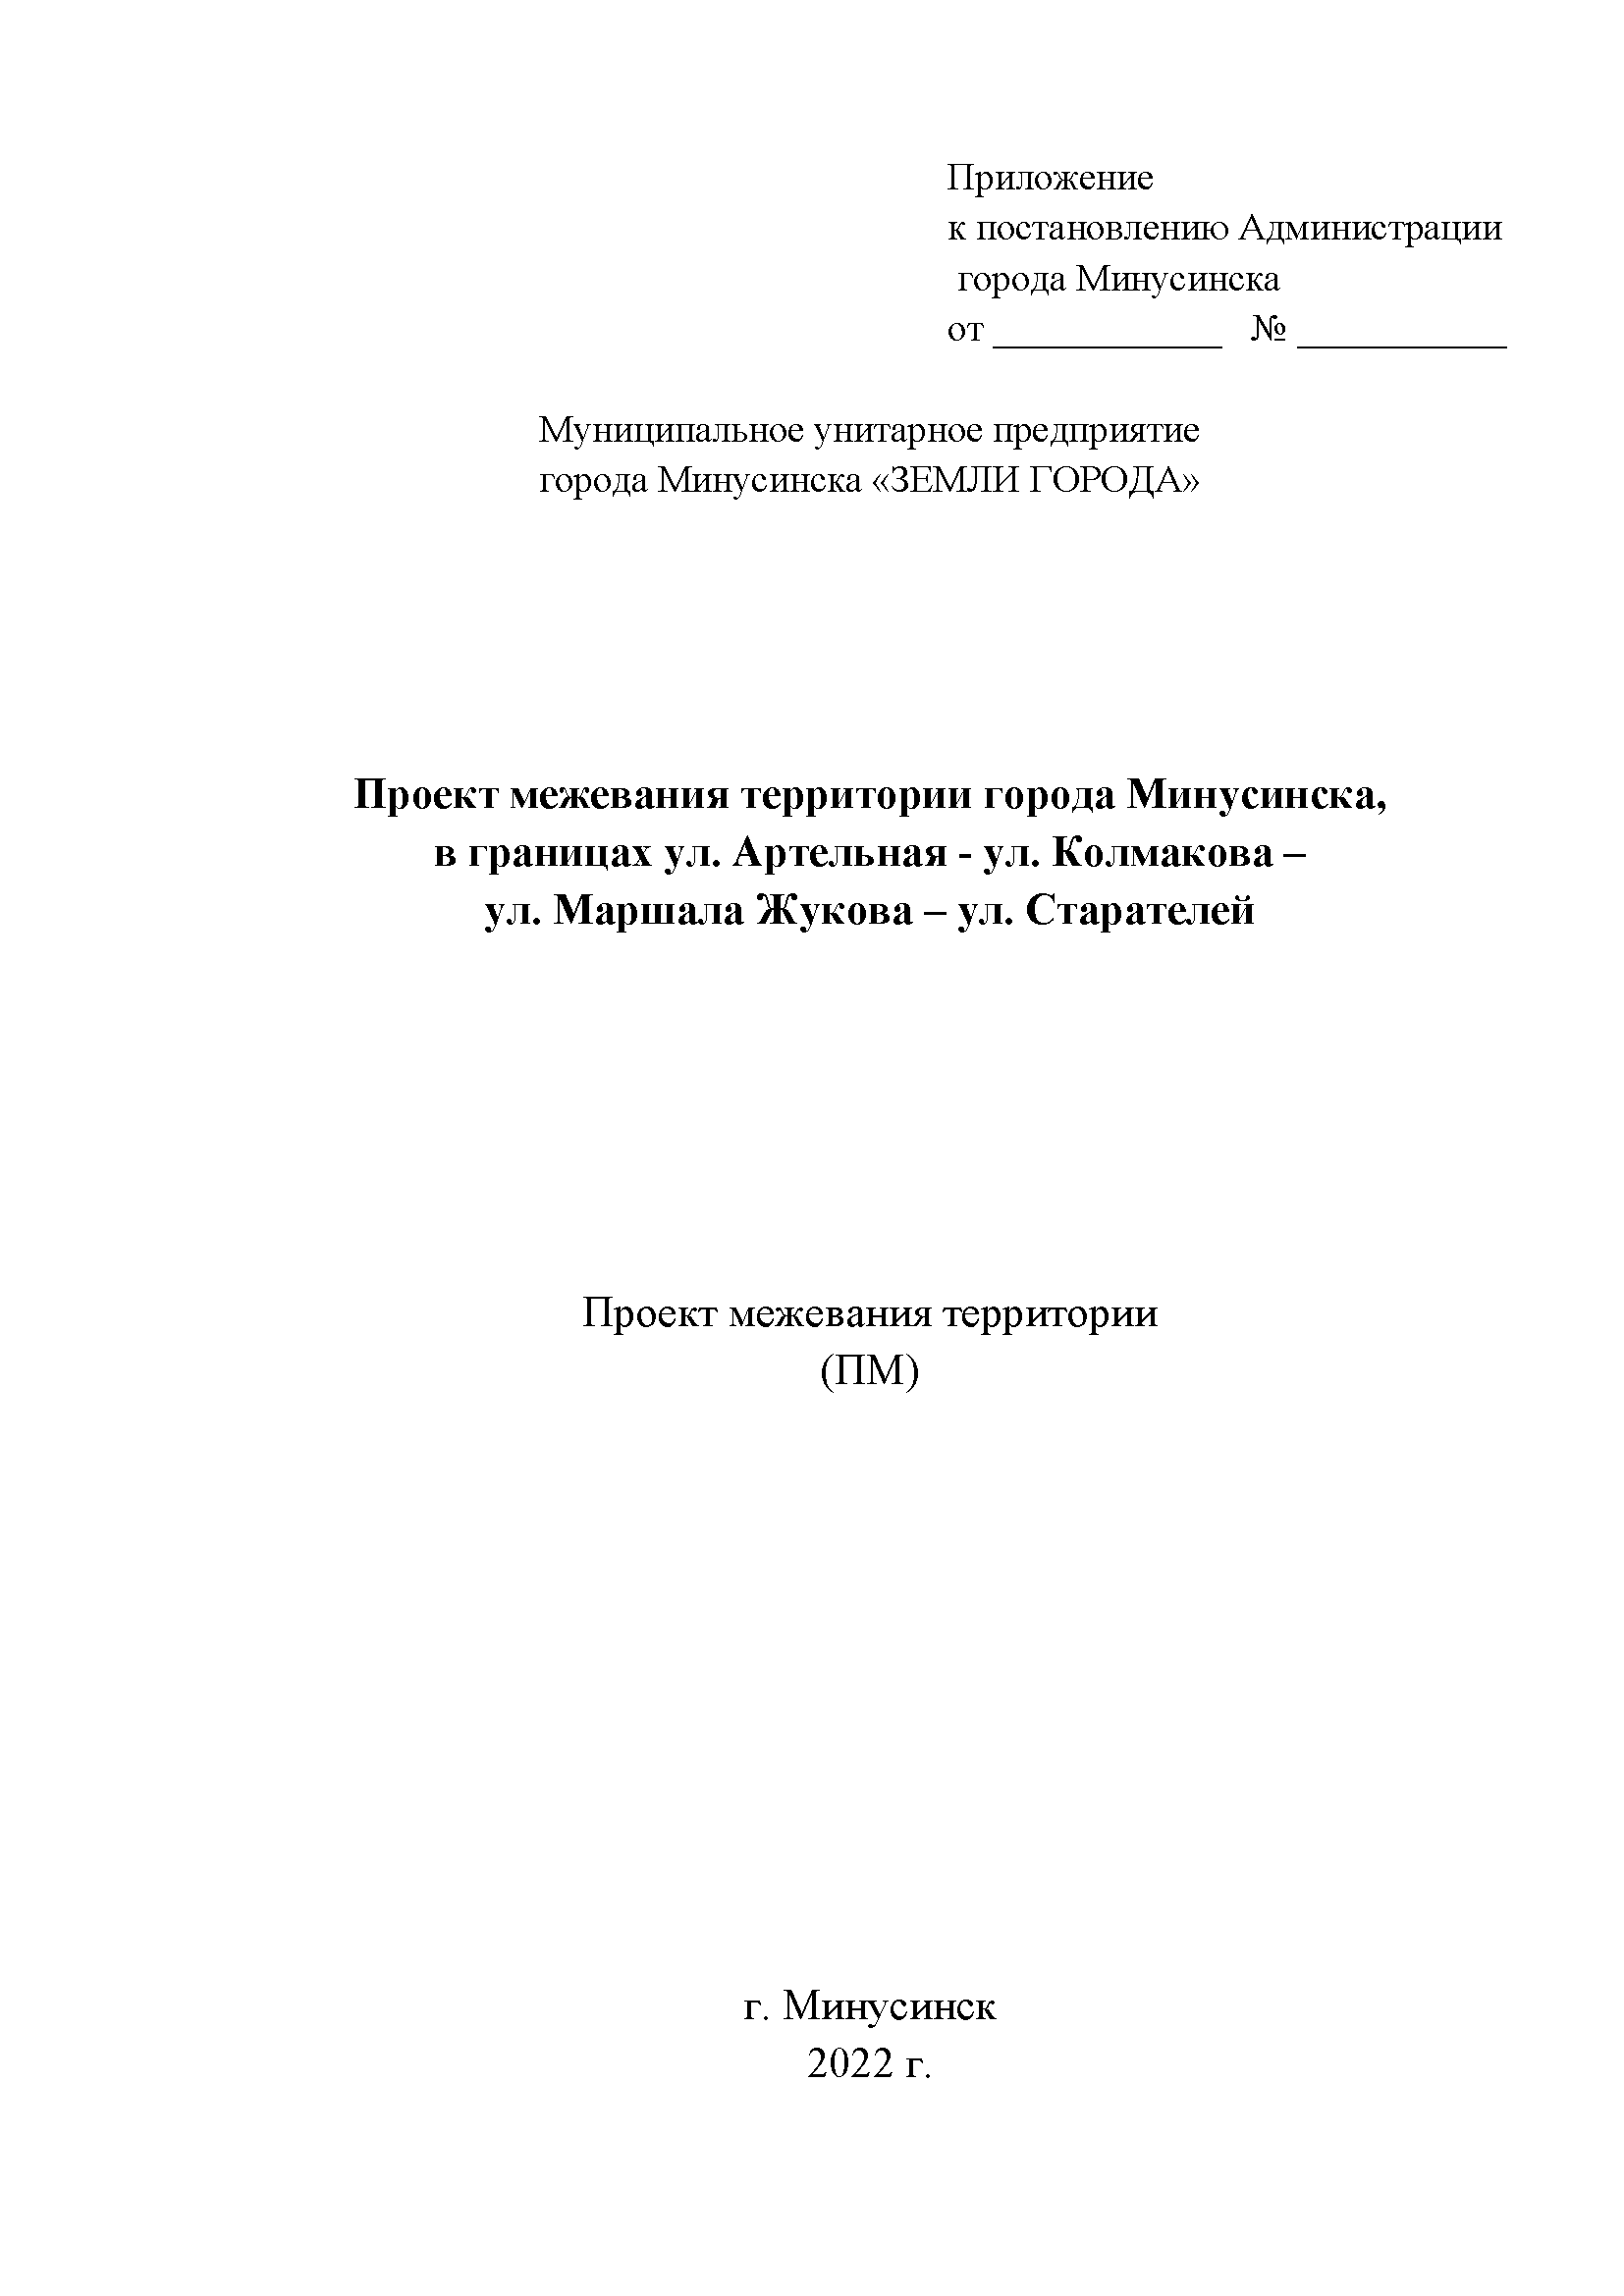 Приложение
к постановлению Администрации
города Минусинска
от ____________ № ___________
Муниципальное унитарное предприятие
города Минусинска «ЗЕМЛИ ГОРОДА»
Проект межевания территории города Минусинска,
в границах ул. Артельная - ул. Колмакова –
ул. Маршала Жукова – ул. Старателей
Проект межевания территории
(ПМ)
г. Минусинск
2022 г.